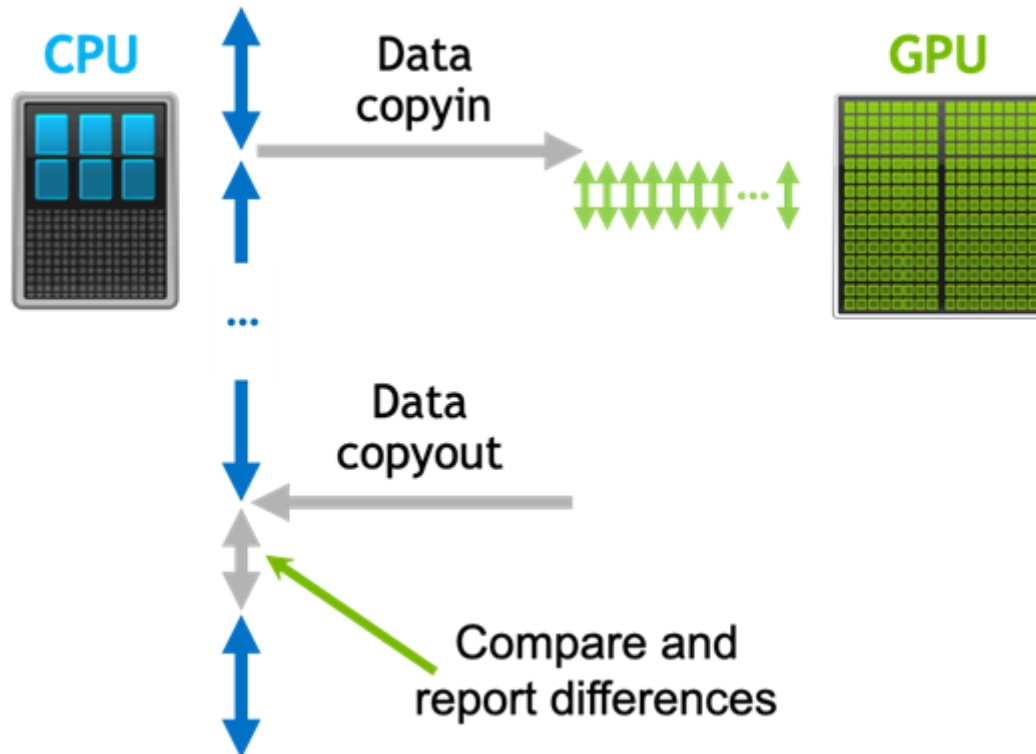 CPU
Data
copyin
GPU
...
...
Data
copyout
Compare and
report differences